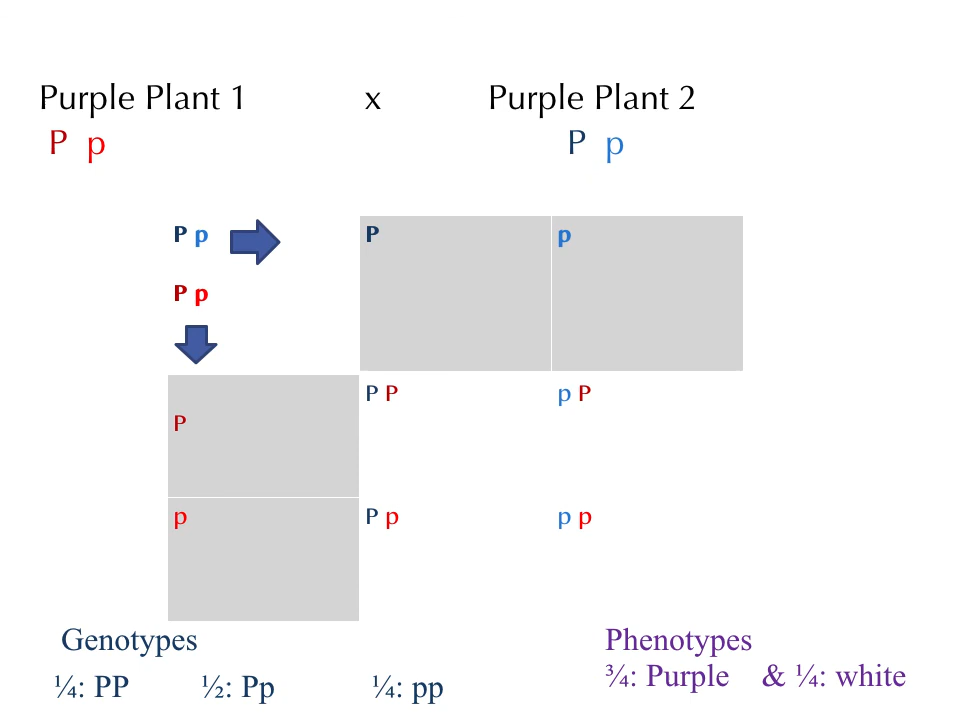 Purple Plant 1 x Purple Plant 2
P p P p
P p P p
P p
P P p P
P
p P p p p
Genotypes Phenotypes
¾: Purple & ¼: white
¼: PP ½: Pp ¼: pp